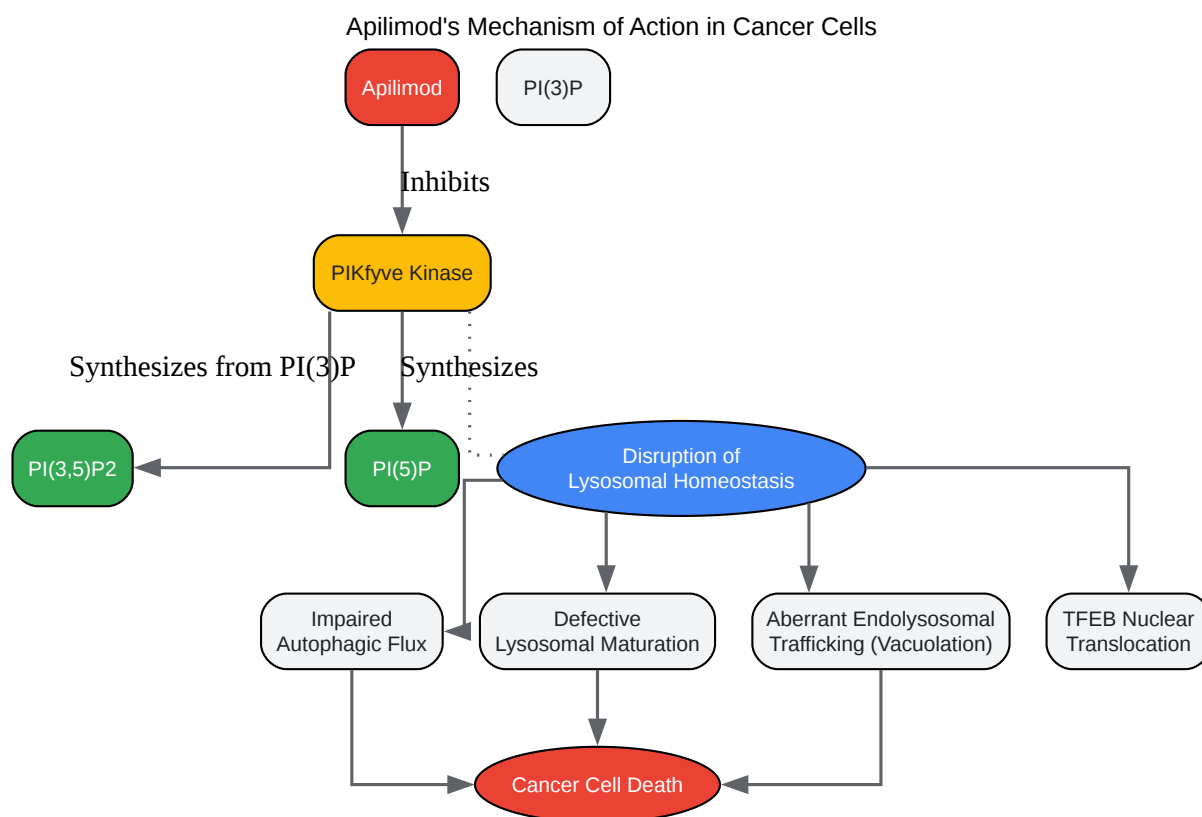 Apilimod's Mechanism of Action in Cancer Cells
Apilimod
PI(3)P
Inhibits
PIKfyve Kinase
Synthesizes from PI(3)P
Synthesizes
PI(3,5)P2
PI(5)P
Disruption of
Lysosomal Homeostasis
Impaired
Autophagic Flux
Defective
Lysosomal Maturation
Aberrant Endolysosomal
Trafficking (Vacuolation)
TFEB Nuclear
Translocation
Cancer Cell Death